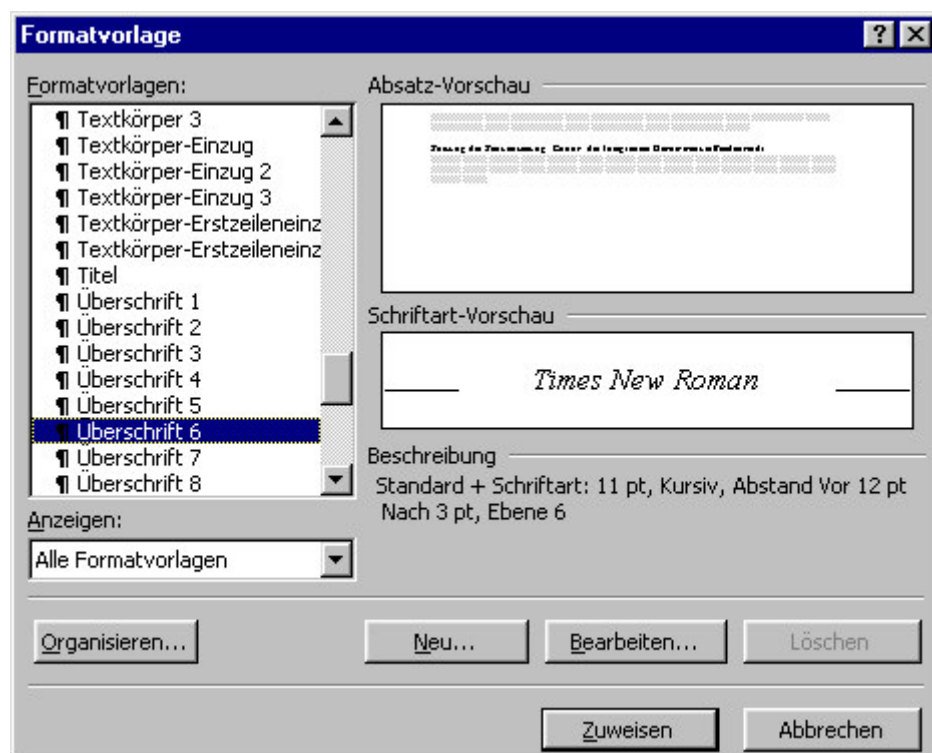 Formatvorlage
Formatvorlagen:
¶ Textkörper 3
¶ Textkörper-Einzug
¶ Textkörper-Einzug 2
¶ Textkörper-Einzug 3
¶ Textkörper-Erstzeileneinz
¶ Textkörper-Erstzeileneinz
¶ Titel
¶ Überschrift 1
¶ Überschrift 2
¶ Überschrift 3
¶ Überschrift 4
¶ Überschrift 5
¶ Überschrift 6
¶ Überschrift 7
¶ Überschrift 8
Anzeigen:
Alle Formatvorlagen
Absatz-Vorschau
Schriftart-Vorschau
Times New Roman
Beschreibung
Standard + Schriftart: 11 pt, Kursiv, Abstand Vor 12 pt
Nach 3 pt, Ebene 6
Organisieren...
Neu...
Bearbeiten...
Löschen
Zuweisen
Abbrechen